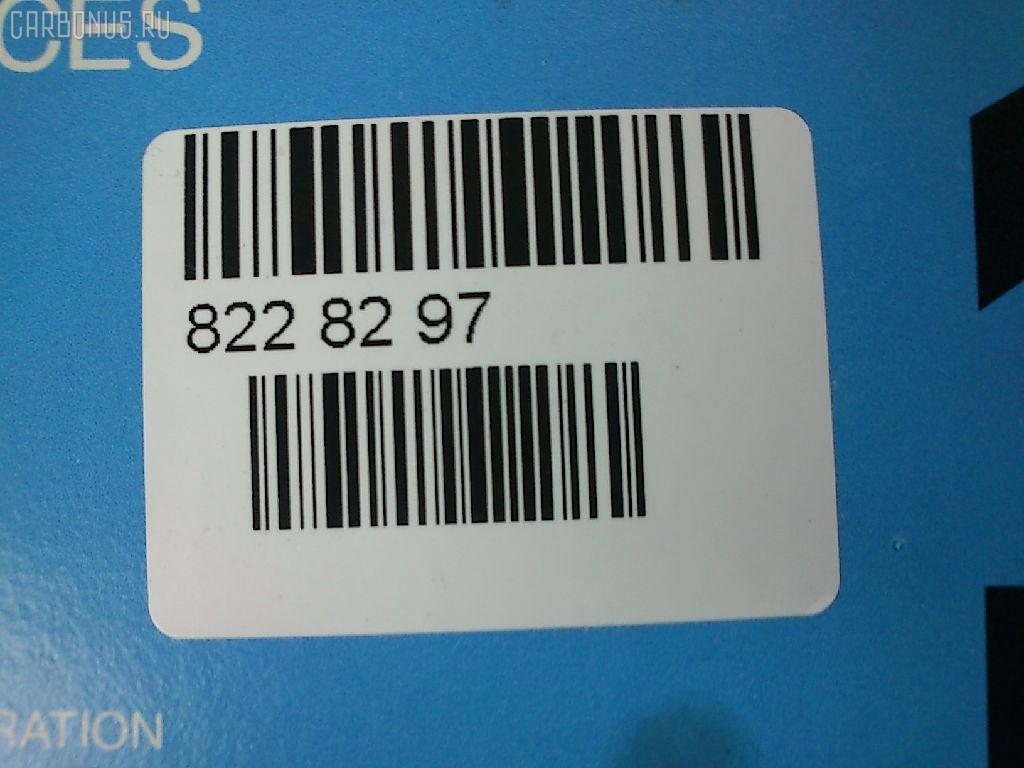 CARBONUS.RU
CES
822 82 97
RATION